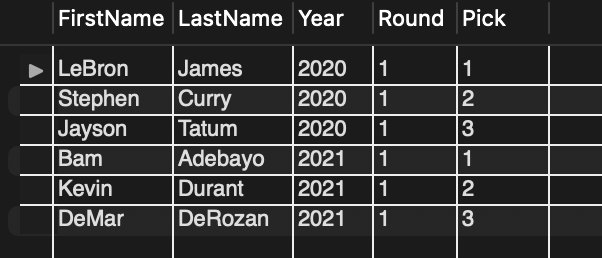 FirstName LastName Year Round Pick
LeBron James 2020 1 1
Stephen Curry 2020 1 2
Jayson Tatum 2020 1 3
Bam Adebayo 2021 1 1
Kevin Durant 2021 1 2
DeMar DeRozan 2021 1 3